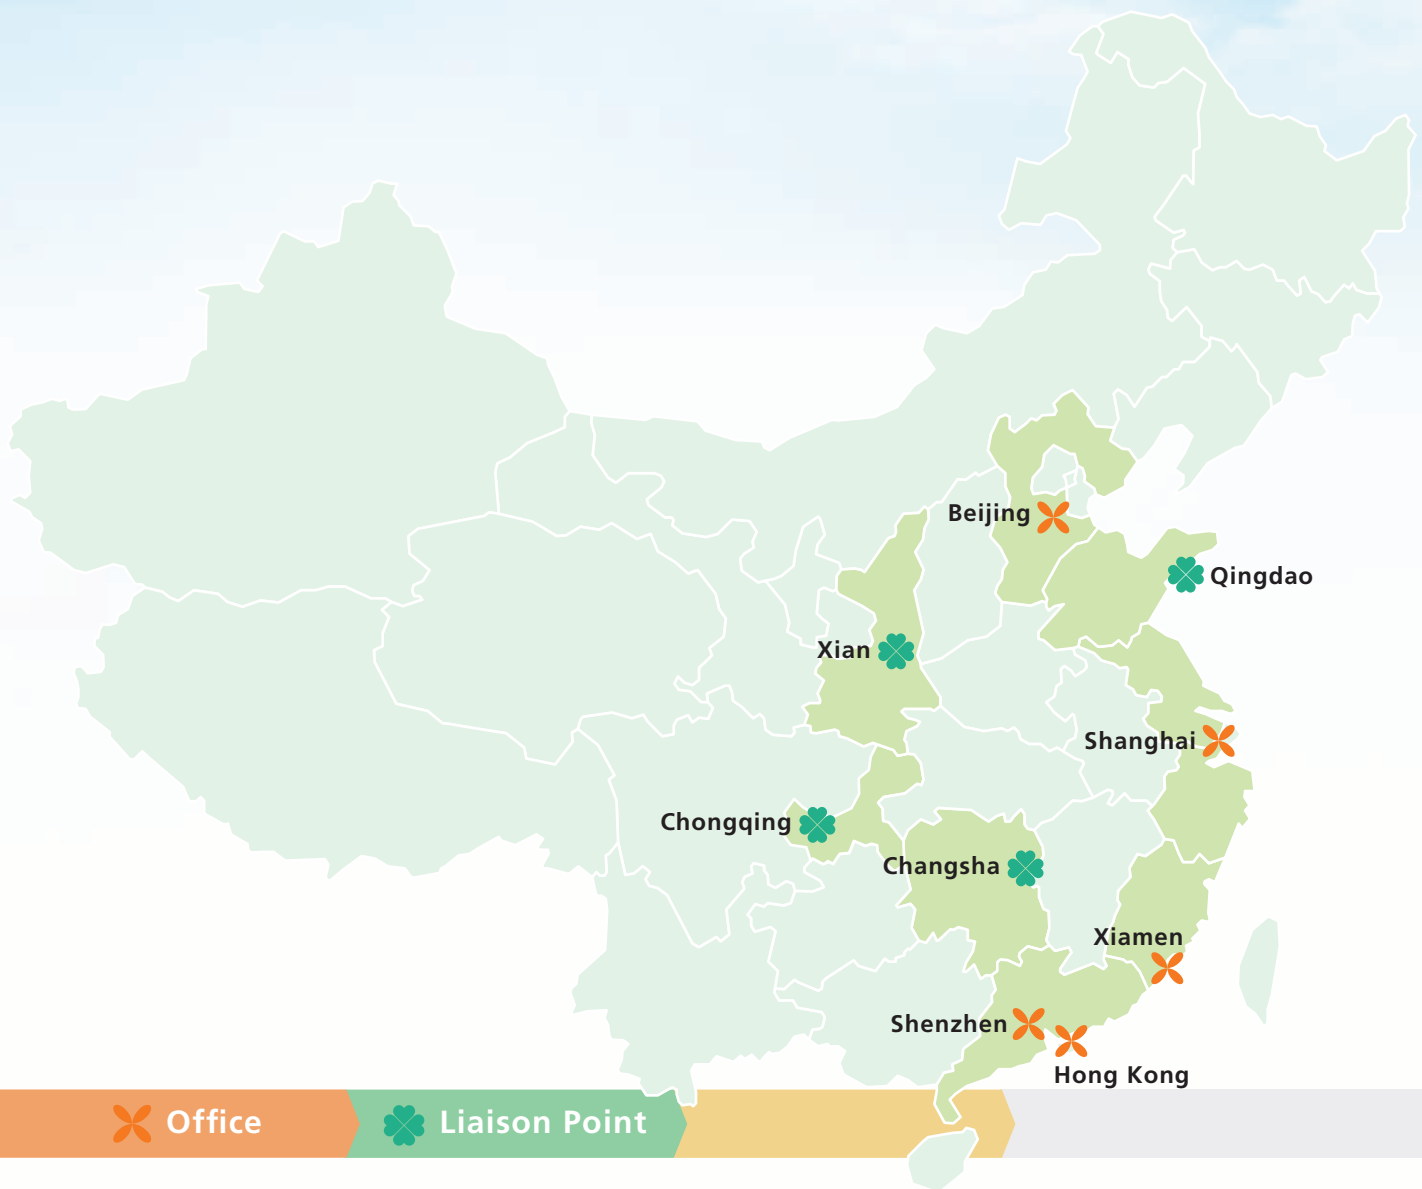 Beijing
Qingdao
Xian
Shanghai
Chongqing
Changsha
Xiamen
Shenzhen
Hong Kong
Office
Liaison Point